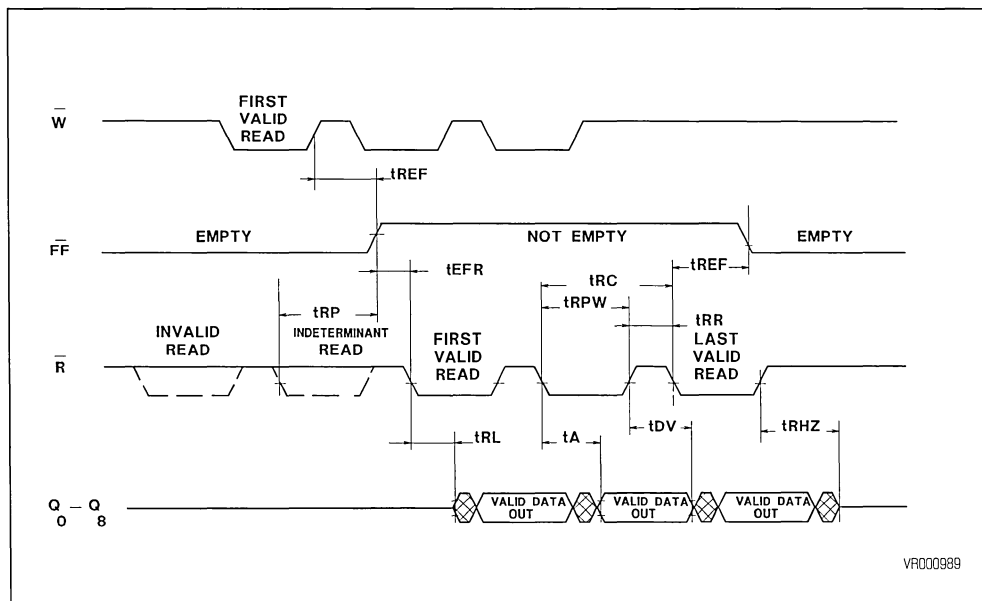 FIRST
VALID
READ
W̅
tREF
EMPTY
NOT EMPTY
EMPTY
F̅F̅
tEFR
tREF
tRC
tRP
tRPW
tRR
INVALID
READ
INDETERMINANT
READ
FIRST
VALID
READ
LAST
VALID
READ
R̅
tRL
tA
tDV
tRHZ
Q0 – Q8
VALID DATA
OUT
VALID DATA
OUT
VALID DATA
OUT
VR000989